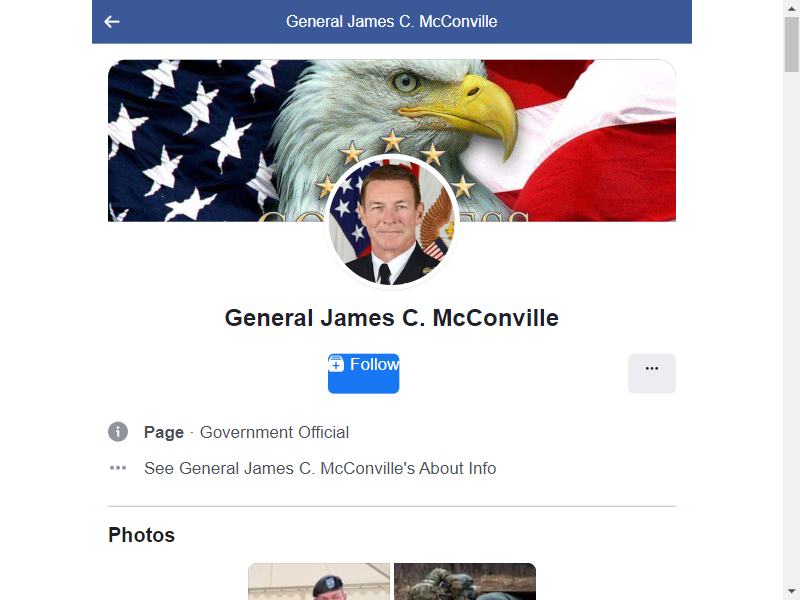 General James C. McConville
General James C. McConville
Follow
Page · Government Official
See General James C. McConville's About Info
Photos